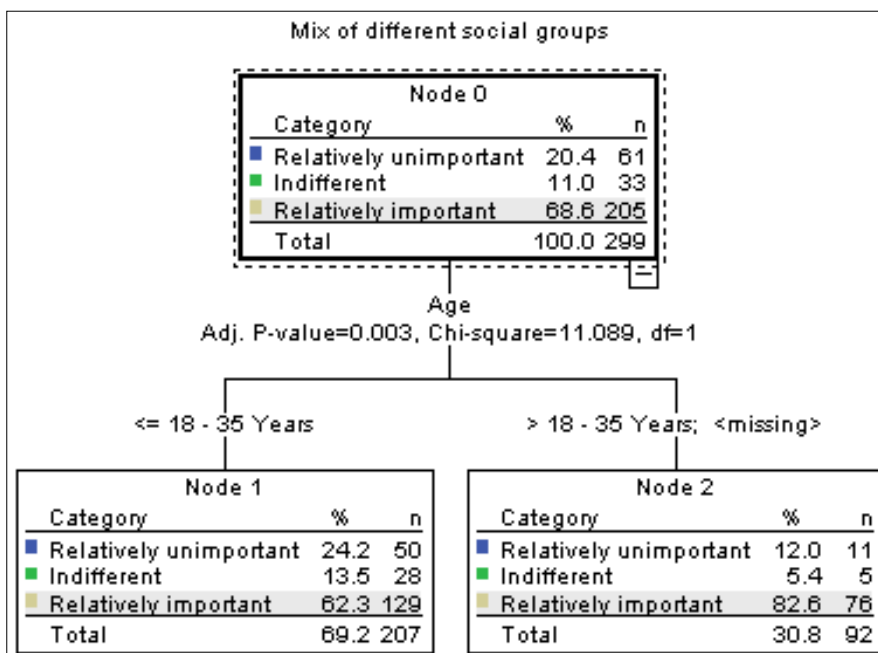 Mix of different social groups
Node 0
Category % n
Relatively unimportant 20.4 61
Indifferent 11.0 33
Relatively important 68.6 205
Total 100.0 299
Age
Adj. P-value=0.003, Chi-square=11.089, df=1
<= 18 - 35 Years
> 18 - 35 Years; <missing>
Node 1
Category % n
Relatively unimportant 24.2 50
Indifferent 13.5 28
Relatively important 62.3 129
Total 69.2 207
Node 2
Category % n
Relatively unimportant 12.0 11
Indifferent 5.4 5
Relatively important 82.6 76
Total 30.8 92